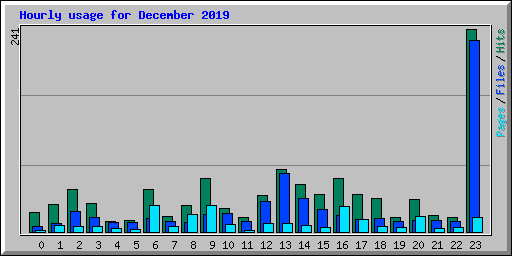 Hourly usage for December 2019
241
Pages / Files / Hits
0 1 2 3 4 5 6 7 8 9 10 11 12 13 14 15 16 17 18 19 20 21 22 23